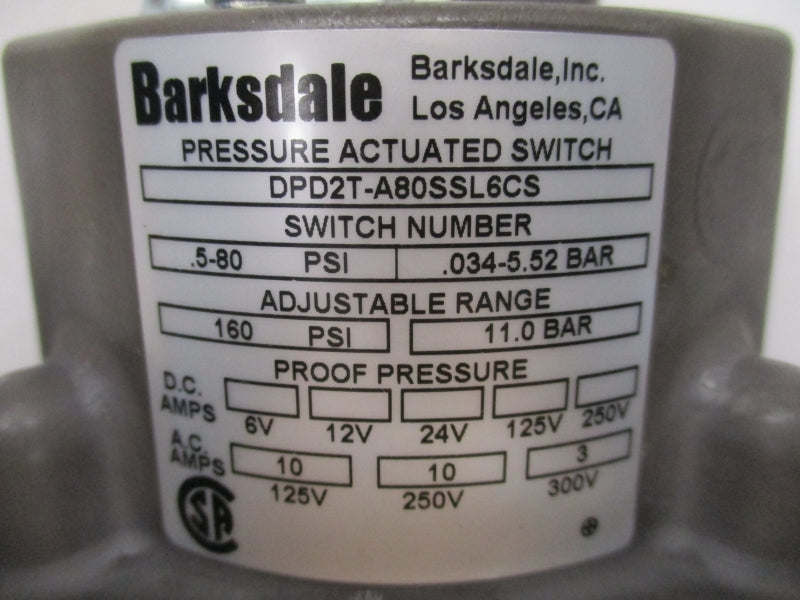 Barksdale Barksdale,Inc.
Los Angeles,CA
PRESSURE ACTUATED SWITCH
DPD2T-A80SSL6CS
SWITCH NUMBER
.5-80 PSI .034-5.52 BAR
ADJUSTABLE RANGE
160 PSI 11.0 BAR
PROOF PRESSURE
D.C.
AMPS
6V 12V 24V 125V 250V
A.C.
AMPS 10 10 3
125V 250V 300V
CSA